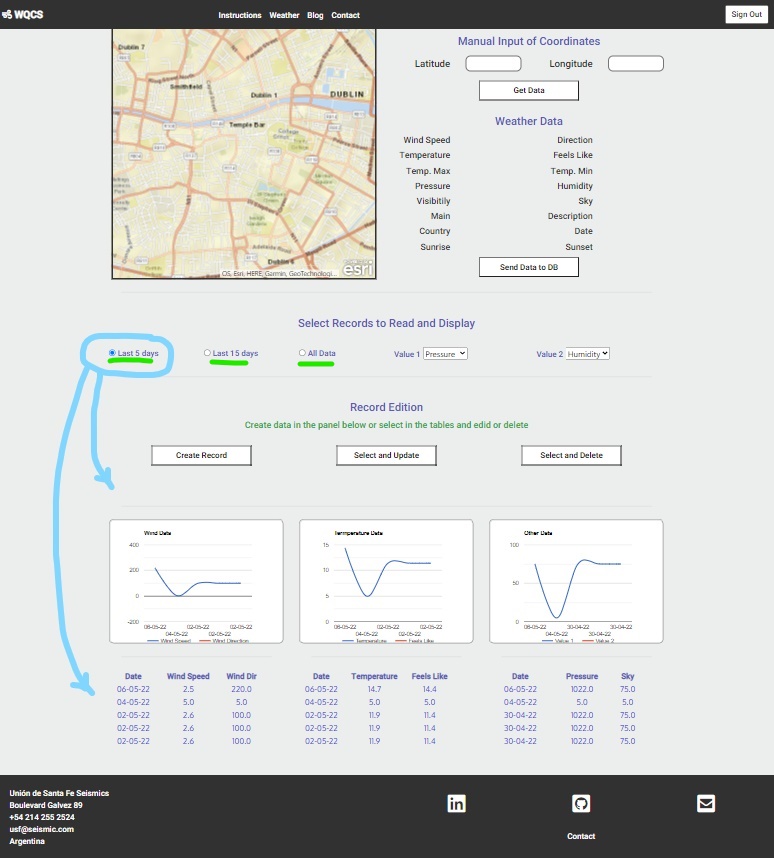 WQCS Instructions Weather Blog Contact Sign Out
Dublin 7
Smithfield
Dublin 1
DUBLIN
Temple Bar
Dublin 6
OS, Esri, HERE, Garmin, GeoTechnologi...
esri
Manual Input of Coordinates
Latitude Longitude
Get Data
Weather Data
Wind Speed Direction
Temperature Feels Like
Temp. Max Temp. Min
Pressure Humidity
Visibitily Sky
Main Description
Country Date
Sunrise Sunset
Send Data to DB
Select Records to Read and Display
Last 5 days Last 15 days All Data Value 1 Pressure Value 2 Humidity
Record Edition
Create data in the panel below or select in the tables and edid or delete
Create Record Select and Update Select and Delete
Wind Data
400
200
0
-200
06-05-22 02-05-22 02-05-22
04-05-22 02-05-22
Wind Speed Wind Direction
Termperature Data
15
10
5
0
06-05-22 02-05-22 02-05-22
04-05-22 02-05-22
Temperature Feels Like
Other Data
100
50
0
06-05-22 30-04-22 30-04-22
04-05-22 30-04-22
Value 1 Value 2
Date Wind Speed Wind Dir
06-05-22 2.5 220.0
04-05-22 5.0 5.0
02-05-22 2.6 100.0
02-05-22 2.6 100.0
02-05-22 2.6 100.0
Date Temperature Feels Like
06-05-22 14.7 14.4
04-05-22 5.0 5.0
02-05-22 11.9 11.4
02-05-22 11.9 11.4
02-05-22 11.9 11.4
Date Pressure Sky
06-05-22 1022.0 75.0
04-05-22 5.0 5.0
30-04-22 1022.0 75.0
30-04-22 1022.0 75.0
30-04-22 1022.0 75.0
Unión de Santa Fe Seismics
Boulevard Galvez 89
+54 214 255 2524
usf@seismic.com
Argentina
in
Contact